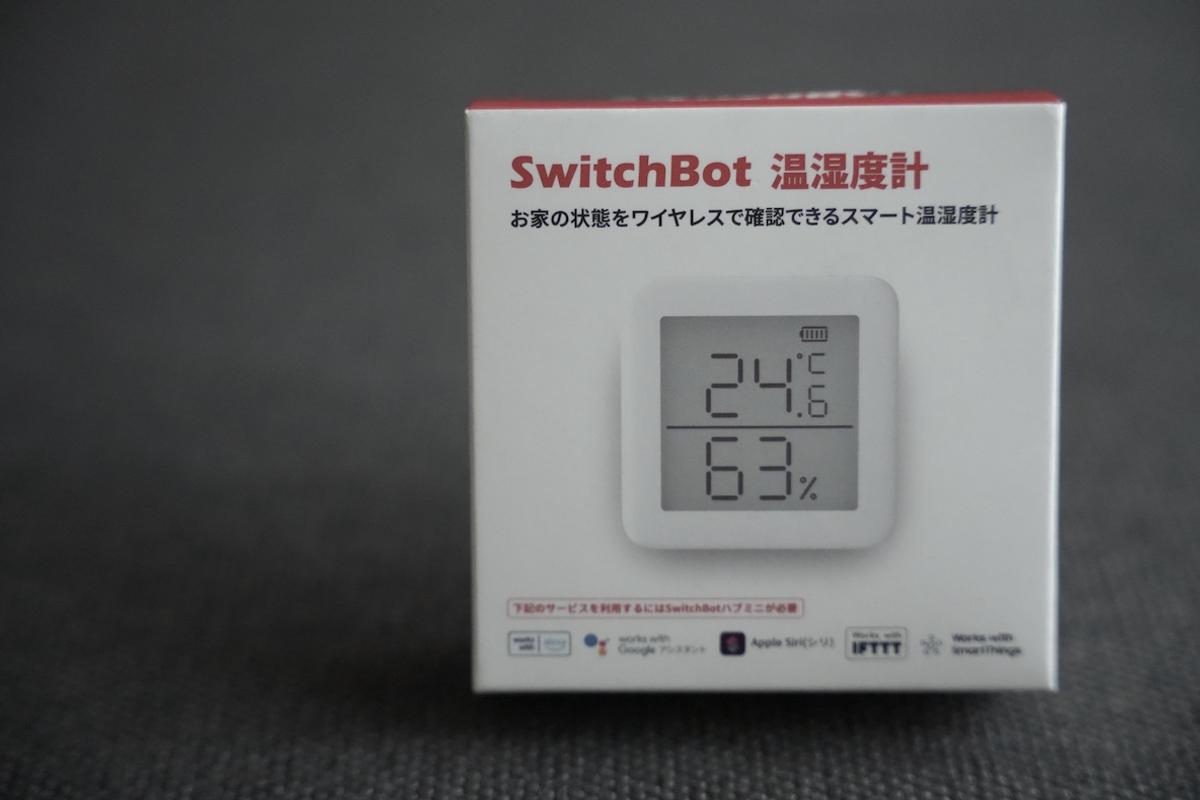 SwitchBot 温湿度計
お家の状態をワイヤレスで確認できるスマート温湿度計
24.6°C
63%
下記のサービスを利用するにはSwitchBotハブミニが必要
works with alexa
works with Google アシスタント
Apple Siri(シリ)
Works with IFTTT
Works with SmartThings